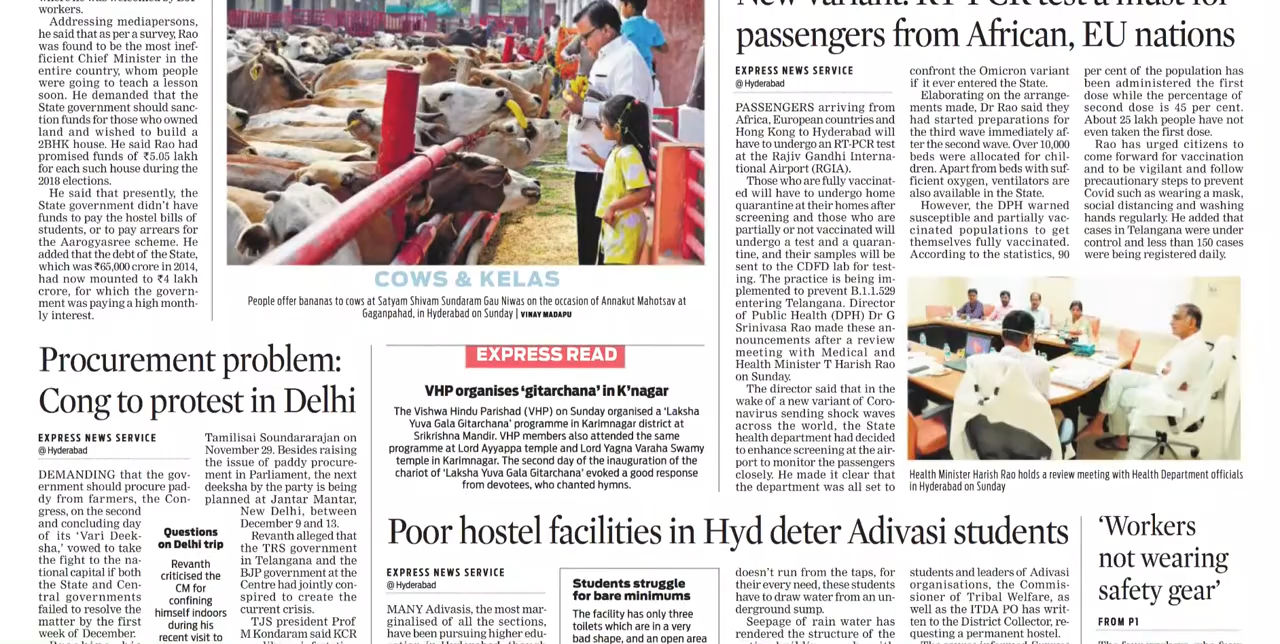 workers.
Addressing mediapersons,
he said that as per a survey, Rao
was found to be the most inef-
ficient Chief Minister in the
entire country, whom people
were going to teach a lesson
soon. He demanded that the
State government should sanc-
tion funds for those who owned
land and wished to build a
2BHK house. He said Rao had
promised funds of ₹5.05 lakh
for each such house during the
2018 elections.
He said that presently, the
State government didn't have
funds to pay the hostel bills of
students, or to pay arrears for
the Aarogyasree scheme. He
added that the debt of the State,
which was ₹65,000 crore in 2014,
had now mounted to ₹4 lakh
crore, for which the govern-
ment was paying a high month-
ly interest.
COWS & KELAS
People offer bananas to cows at Satyam Shivam Sundaram Gau Niwas on the occasion of Annakut Mahotsav at
Gaganpahad, in Hyderabad on Sunday | VINAY MADAPU
New variant: RT-PCR test a must for
passengers from African, EU nations
EXPRESS NEWS SERVICE
@ Hyderabad
PASSENGERS arriving from
Africa, European countries and
Hong Kong to Hyderabad will
have to undergo an RT-PCR test
at the Rajiv Gandhi Interna-
tional Airport (RGIA).
Those who are fully vaccinat-
ed will have to undergo home
quarantine at their homes after
screening and those who are
partially or not vaccinated will
undergo a test and a quaran-
tine, and their samples will be
sent to the CDFD lab for test-
ing. The practice is being im-
plemented to prevent B.1.1.529
entering Telangana. Director
of Public Health (DPH) Dr G
Srinivasa Rao made these an-
nouncements after a review
meeting with Medical and
Health Minister T Harish Rao
on Sunday.
The director said that in the
wake of a new variant of Coro-
navirus sending shock waves
across the world, the State
health department had decided
to enhance screening at the air-
port to monitor the passengers
closely. He made it clear that
the department was all set to
confront the Omicron variant
if it ever entered the State.
Elaborating on the arrange-
ments made, Dr Rao said they
had started preparations for
the third wave immediately af-
ter the second wave. Over 10,000
beds were allocated for chil-
dren. Apart from beds with suf-
ficient oxygen, ventilators are
also available in the State.
However, the DPH warned
susceptible and partially vac-
cinated populations to get
themselves fully vaccinated.
According to the statistics, 90
per cent of the population has
been administered the first
dose while the percentage of
second dose is 45 per cent.
About 25 lakh people have not
even taken the first dose.
Rao has urged citizens to
come forward for vaccination
and to be vigilant and follow
precautionary steps to prevent
Covid such as wearing a mask,
social distancing and washing
hands regularly. He added that
cases in Telangana were under
control and less than 150 cases
were being registered daily.
Health Minister Harish Rao holds a review meeting with Health Department officials
in Hyderabad on Sunday
Procurement problem:
Cong to protest in Delhi
EXPRESS NEWS SERVICE
@ Hyderabad
DEMANDING that the gov-
ernment should procure pad-
dy from farmers, the Con-
gress, on the second
and concluding day
of its 'Vari Deek-
sha,' vowed to take
the fight to the na-
tional capital if both
the State and Cen-
tral governments
failed to resolve the
matter by the first
week of December.
Questions
on Delhi trip
Revanth
criticised the
CM for
confining
himself indoors
during his
recent visit to
Tamilisai Soundararajan on
November 29. Besides raising
the issue of paddy procure-
ment in Parliament, the next
deeksha by the party is being
planned at Jantar Mantar,
New Delhi, between
December 9 and 13.
Revanth alleged that
the TRS government
in Telangana and the
BJP government at the
Centre had jointly con-
spired to create the
current crisis.
TJS president Prof
M Kondaram said KCR
EXPRESS READ
VHP organises 'gitarchana' in K'nagar
The Vishwa Hindu Parishad (VHP) on Sunday organised a 'Laksha
Yuva Gala Gitarchana' programme in Karimnagar district at
Srikrishna Mandir. VHP members also attended the same
programme at Lord Ayyappa temple and Lord Yagna Varaha Swamy
temple in Karimnagar. The second day of the inauguration of the
chariot of 'Laksha Yuva Gala Gitarchana' evoked a good response
from devotees, who chanted hymns.
Poor hostel facilities in Hyd deter Adivasi students
EXPRESS NEWS SERVICE
@ Hyderabad
MANY Adivasis, the most mar-
ginalised of all the sections,
have been pursuing higher edu-
Students struggle
for bare minimums
The facility has only three
toilets which are in a very
bad shape, and an open area
doesn't run from the taps, for
their every need, these students
have to draw water from an un-
derground sump.
Seepage of rain water has
rendered the structure of the
students and leaders of Adivasi
organisations, the Commis-
sioner of Tribal Welfare, as
well as the ITDA PO has writ-
ten to the District Collector, re-
questing a permanent hostel.
'Workers
not wearing
safety gear'
FROM P1